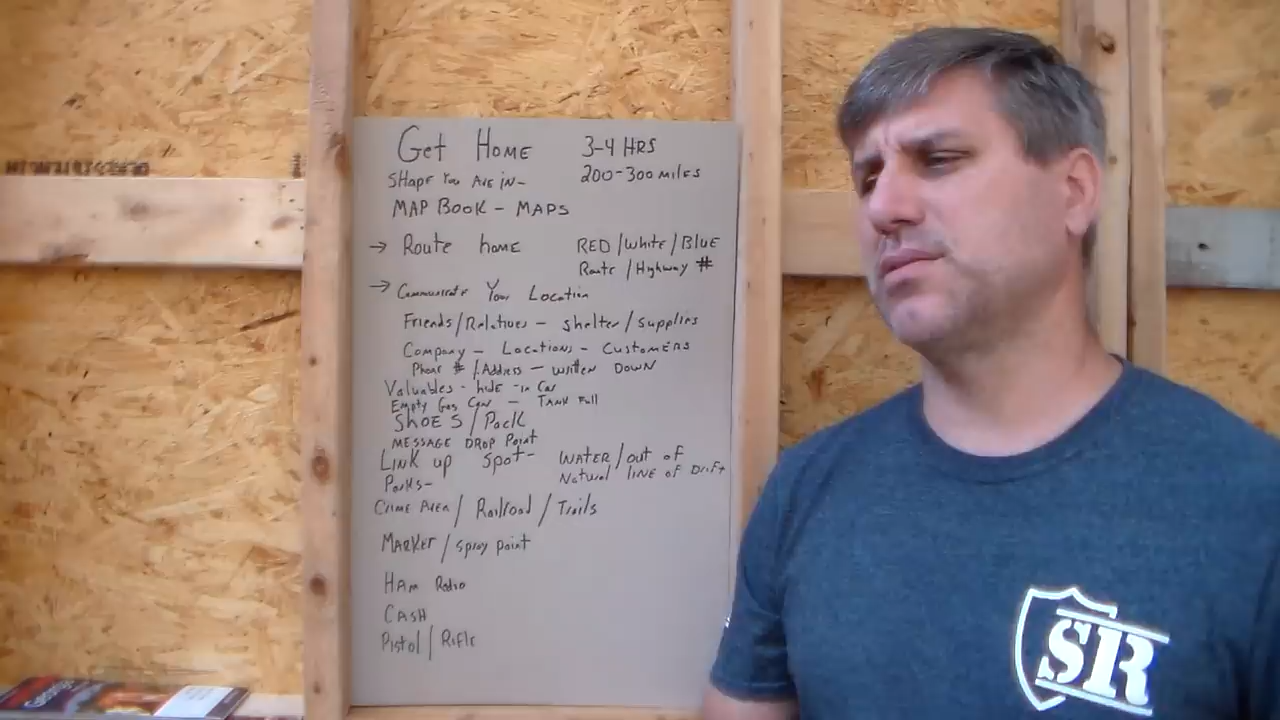 Get Home 3-4 HRS
Shape You Are in- 200-300 miles
MAP BOOK - MAPS
→ Route home RED/White/Blue
Route/Highway #
→ Communicate Your Location
Friends/Relatives - shelter/supplies
Company - Locations - Customers
Phone #/Address - written DOWN
Valuables - hide - in Car
Empty Gas Can - TANK Full
SHOES/Pack
MESSAGE DROP Point
LINK up spot- WATER/out of
Parks- Natural line of Drift
Crime Area/Railroad/Trails
MARKER/spray paint
HAM Radio
CASH
Pistol/Rifle
SR